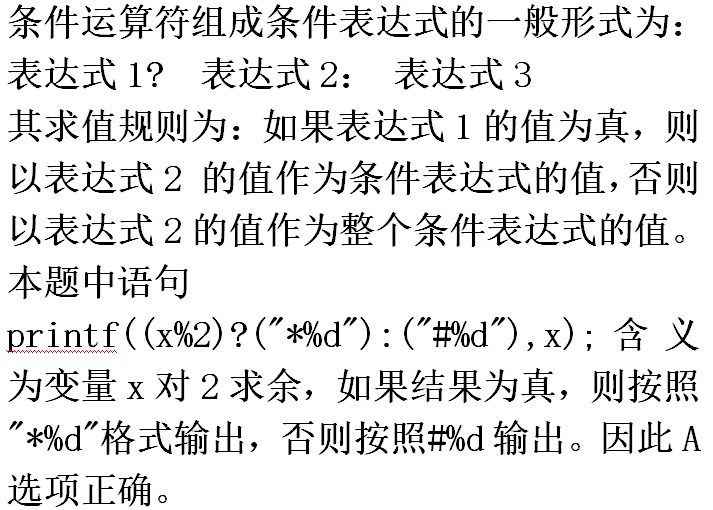 条件运算符组成条件表达式的一般形式为：
表达式1?  表达式2： 表达式3
其求值规则为：如果表达式1的值为真，则
以表达式2 的值作为条件表达式的值，否则
以表达式2的值作为整个条件表达式的值。
本题中语句
printf((x%2)?("*%d"):("#%d"),x); 含 义
为变量x对2求余，如果结果为真，则按照
"*%d"格式输出，否则按照#%d输出。因此A
选项正确。